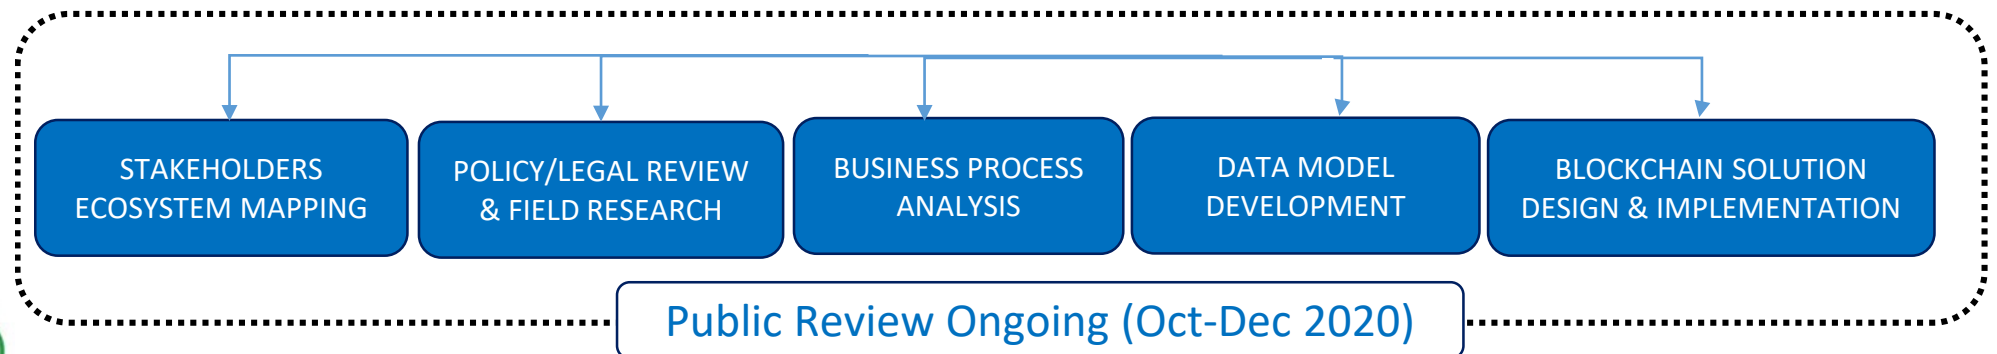 STAKEHOLDERS
ECOSYSTEM MAPPING
POLICY/LEGAL REVIEW
& FIELD RESEARCH
BUSINESS PROCESS
ANALYSIS
DATA MODEL
DEVELOPMENT
BLOCKCHAIN SOLUTION
DESIGN & IMPLEMENTATION
Public Review Ongoing (Oct-Dec 2020)